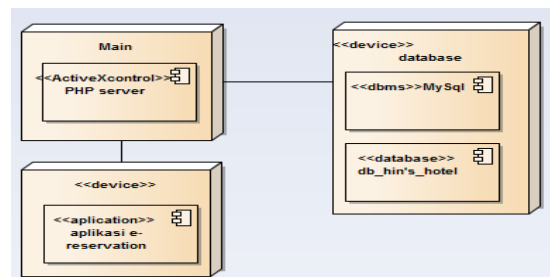 Main
<<ActiveXcontrol>>
PHP server
<<device>>
database
<<dbms>>MySql
<<database>>
db_hin's_hotel
<<device>>
<<aplication>>
aplikasi e-
reservation